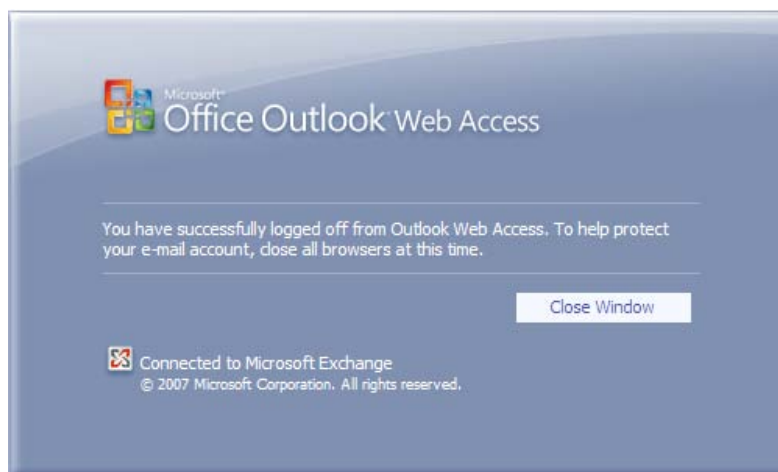 Microsoft®
Office Outlook Web Access
You have successfully logged off from Outlook Web Access. To help protect
your e-mail account, close all browsers at this time.
Close Window
Connected to Microsoft Exchange
© 2007 Microsoft Corporation. All rights reserved.